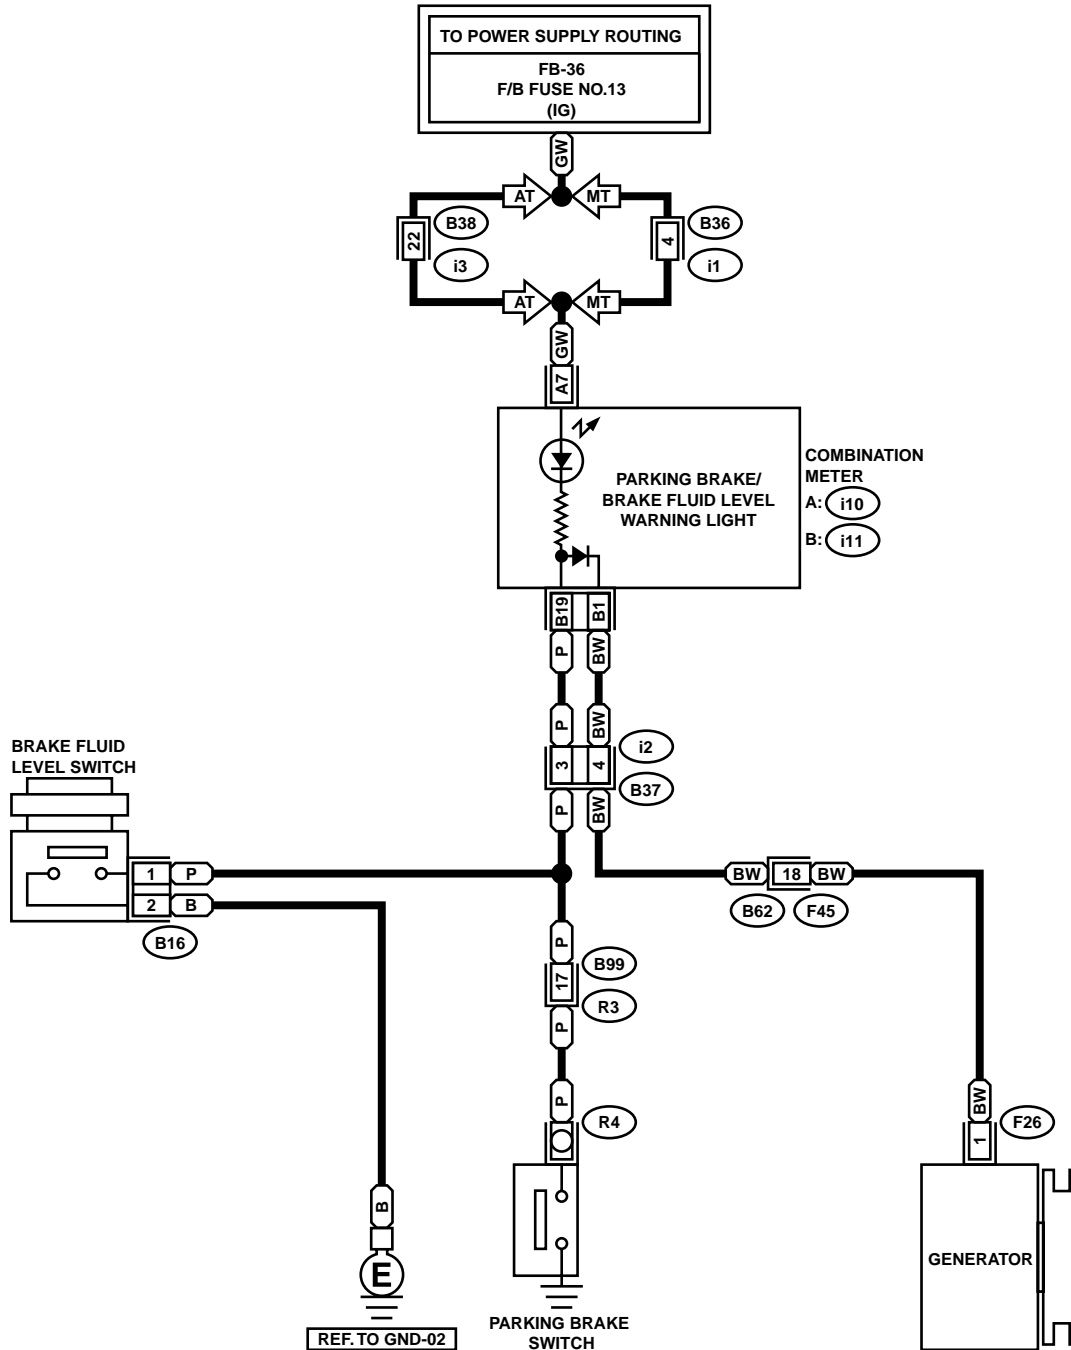 TO POWER SUPPLY ROUTING
FB-36
F/B FUSE NO.13
(IG)
GW
AT
MT
22
B38
i3
4
B36
i1
AT
MT
GW
A7
PARKING BRAKE/
BRAKE FLUID LEVEL
WARNING LIGHT
COMBINATION
METER
A: i10
B: i11
B19
B1
P
BW
P
BW
3
4
i2
B37
P
BW
BRAKE FLUID
LEVEL SWITCH
1
P
2
B
B16
BW
18
BW
B62
F45
P
17
B99
R3
P
P
R4
BW
1
F26
B
E
REF. TO GND-02
PARKING BRAKE
SWITCH
GENERATOR